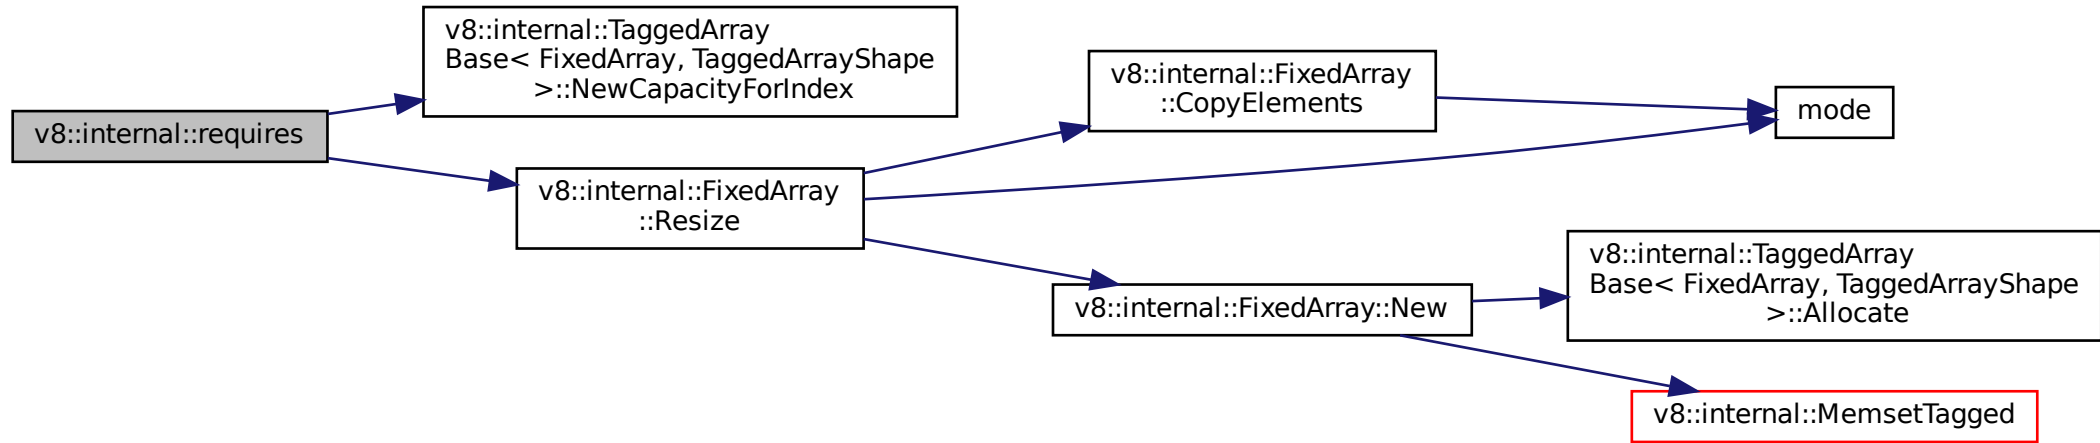 v8::internal::requires
v8::internal::TaggedArray
Base< FixedArray, TaggedArrayShape
>::NewCapacityForIndex
v8::internal::FixedArray
::Resize
v8::internal::FixedArray
::CopyElements
mode
v8::internal::FixedArray::New
v8::internal::TaggedArray
Base< FixedArray, TaggedArrayShape
>::Allocate
v8::internal::MemsetTagged